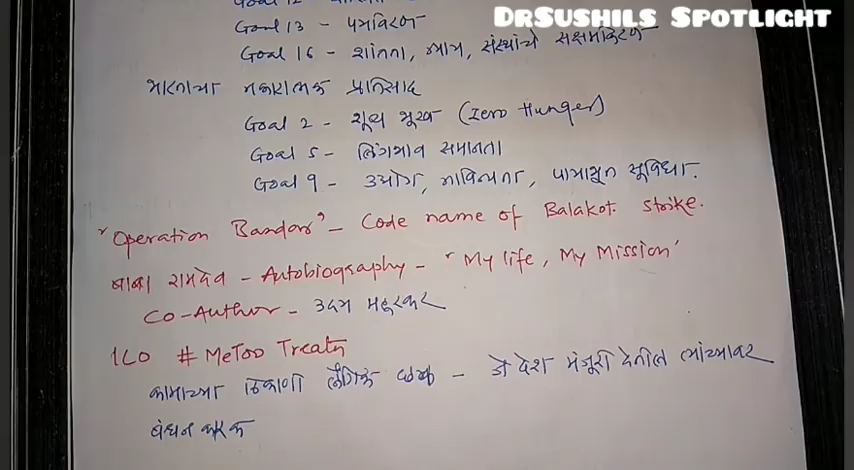 DrSushils Spotlight
Goal 12 -
Goal 13 - पर्यावरण
Goal 16 - शांतता, न्याय, संस्थांचे सक्षमीकरण
भारताचा नकारात्मक प्रतिसाद
Goal 2 - शून्य भूख (Zero Hunger)
Goal 5 - लिंगभाव समानता
Goal 9 - उद्योग, नाविन्यता, पायाभूत सुविधा.
"Operation Bandar" - Code name of Balakot strike.
बाबा रामदेव - Autobiography - "My life, My Mission"
Co-Author - उदय महुरकर
ILO # MeToo Treaty
कामाच्या ठिकाणी लैंगिक छळ - जे देश मंजूरी देतील त्यांच्यावर
बंधनकारक